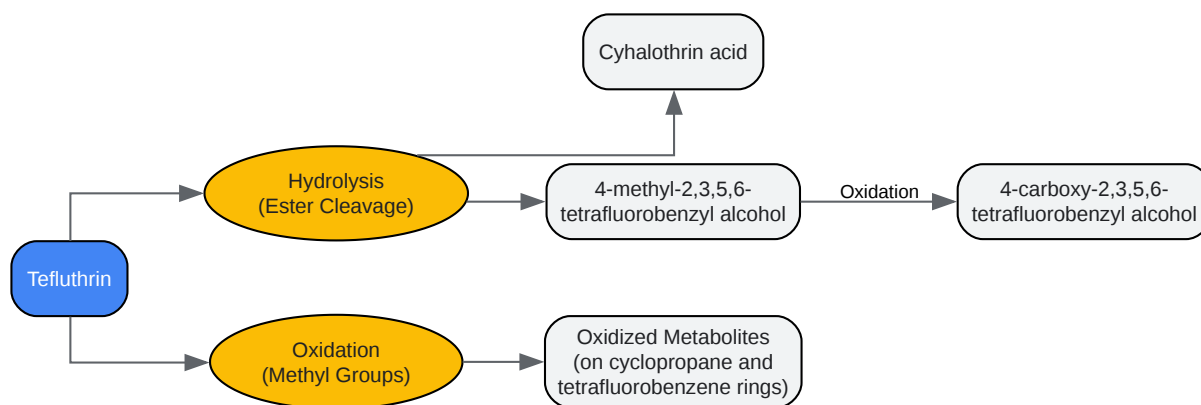 Cyhalothrin acid
Hydrolysis
(Ester Cleavage)
4-methyl-2,3,5,6-
tetrafluorobenzyl alcohol
Oxidation
4-carboxy-2,3,5,6-
tetrafluorobenzyl alcohol
Tefluthrin
Oxidation
(Methyl Groups)
Oxidized Metabolites
(on cyclopropane and
tetrafluorobenzene rings)